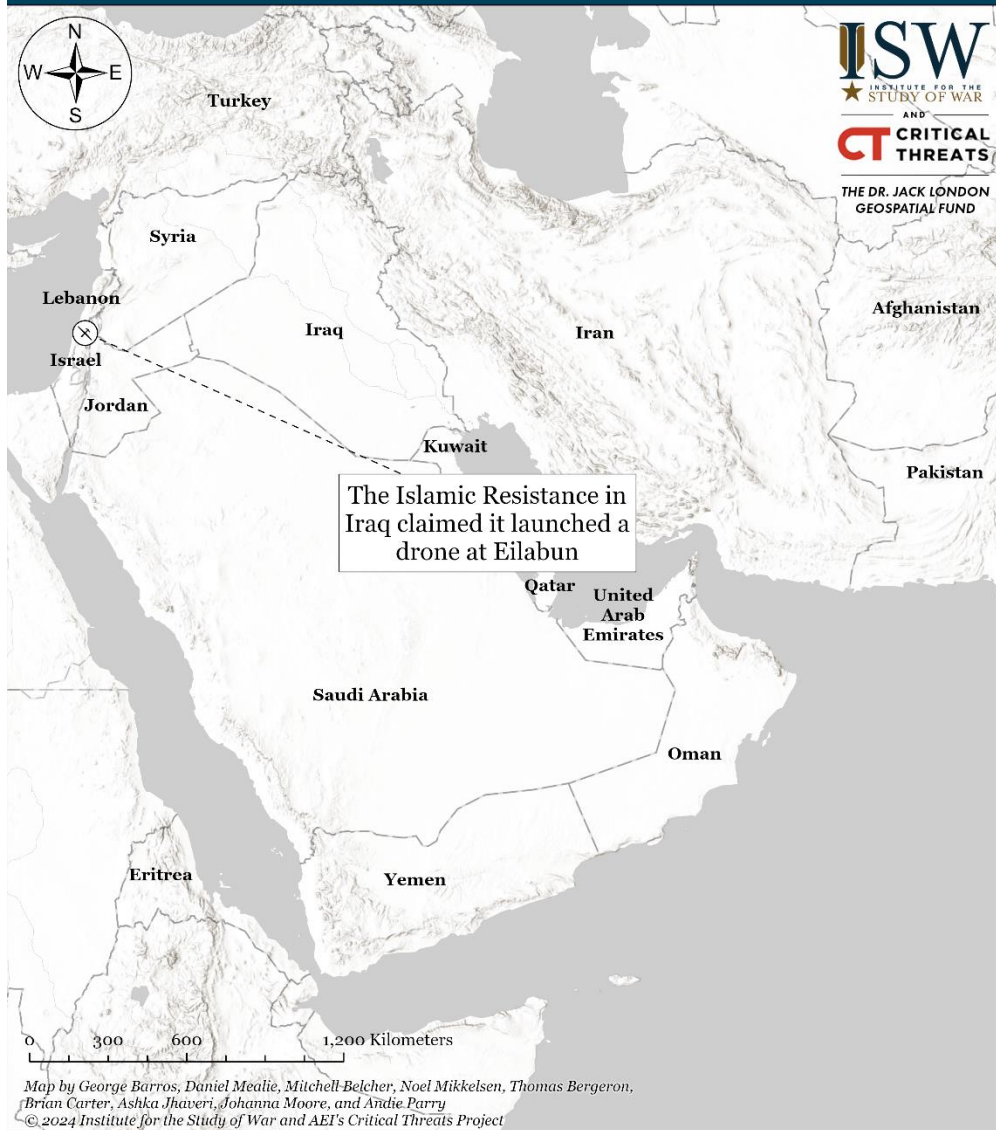 N
W E
S
ISW
INSTITUTE FOR THE
STUDY OF WAR
AND
CT CRITICAL
THREATS
THE DR. JACK LONDON
GEOSPATIAL FUND
Turkey
Syria
Lebanon
Israel
Jordan
Iraq
Iran
Afghanistan
Kuwait
Pakistan
The Islamic Resistance in
Iraq claimed it launched a
drone at Eilabun
Qatar
United
Arab
Emirates
Saudi Arabia
Oman
Eritrea
Yemen
0 300 600 1,200 Kilometers
Map by George Barros, Daniel Mealie, Mitchell Belcher, Noel Mikkelsen, Thomas Bergeron,
Brian Carter, Ashka Jhaveri, Johanna Moore, and Andie Parry
© 2024 Institute for the Study of War and AEI's Critical Threats Project